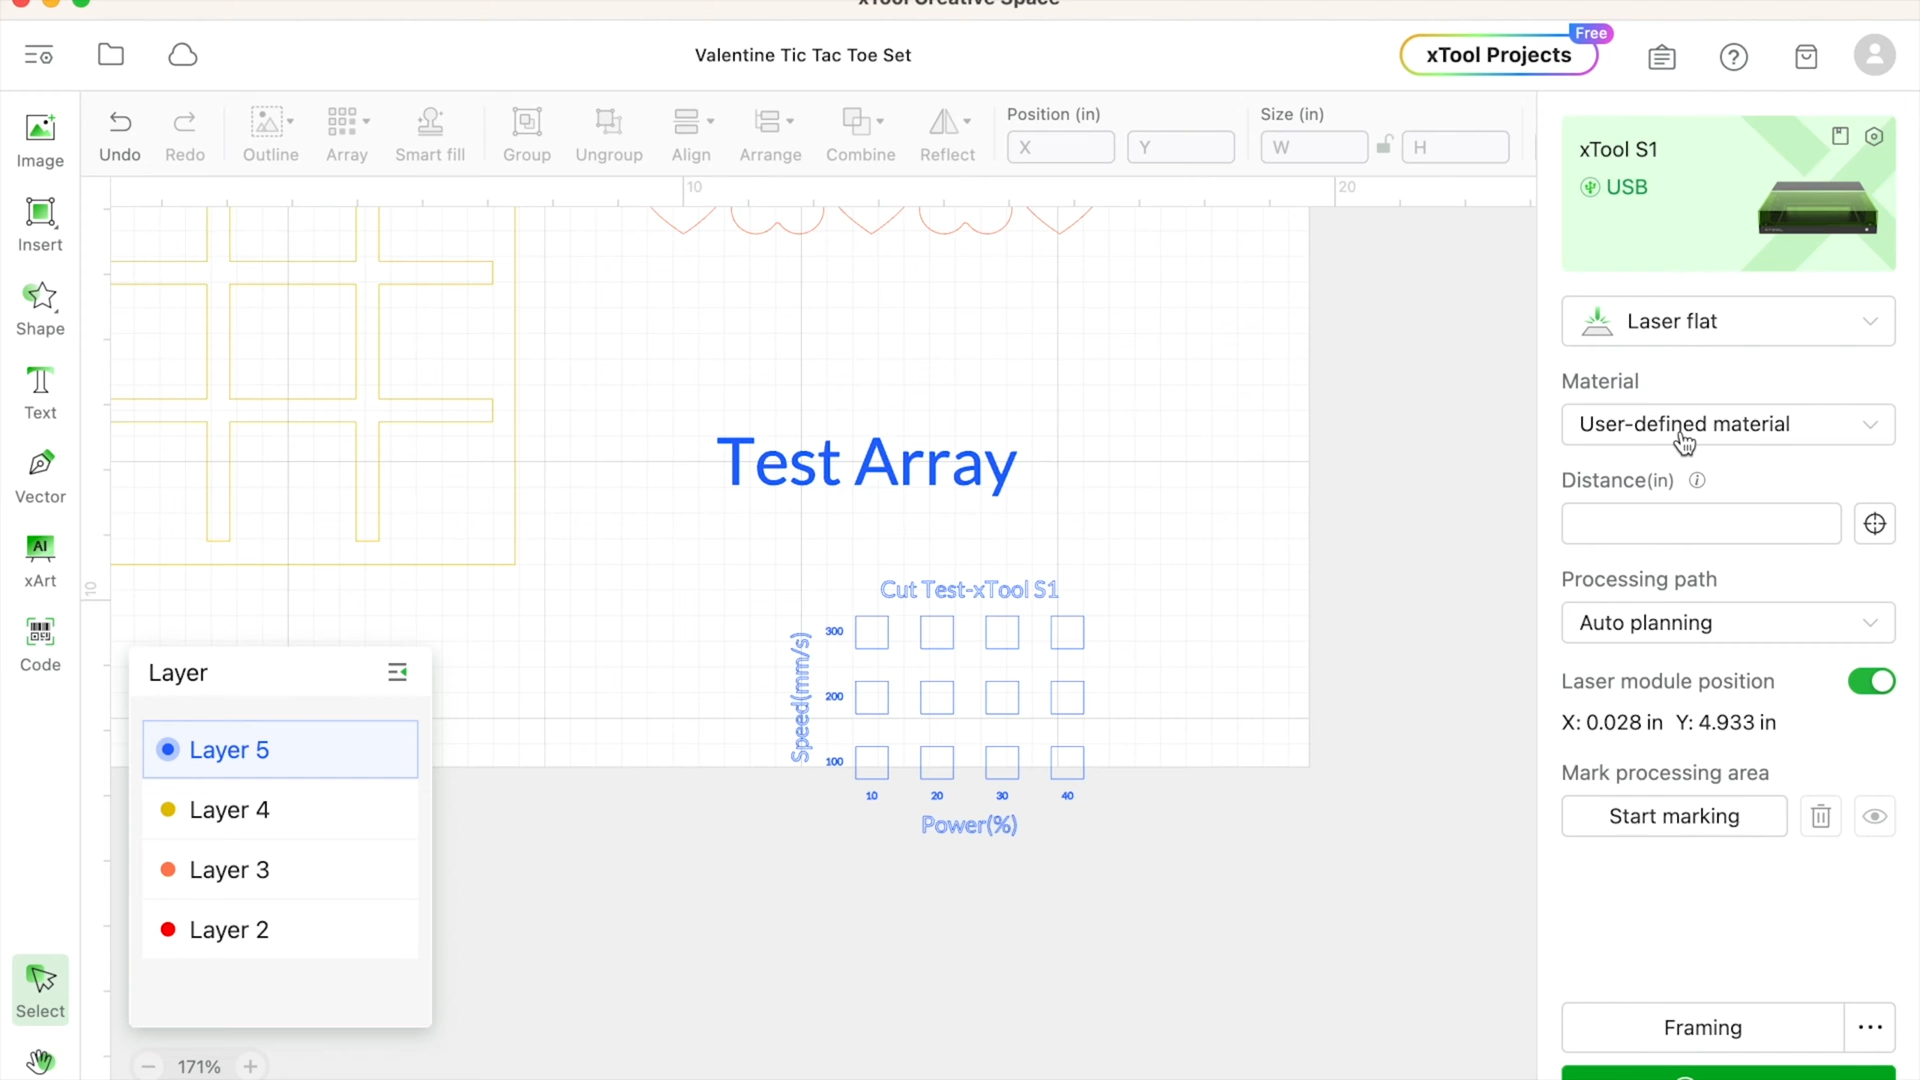 xTool Creative Space
Valentine Tic Tac Toe Set
xTool Projects
Free
Image
Insert
Shape
Text
Vector
AI
xArt
Code
Select
Undo
Redo
Outline
Array
Smart fill
Group
Ungroup
Align
Arrange
Combine
Reflect
Position (in)
X
Y
Size (in)
W
H
10
20
10
Test Array
Cut Test-xTool S1
Speed(mm/s)
300
200
100
10
20
30
40
Power(%)
Layer
Layer 5
Layer 4
Layer 3
Layer 2
171%
xTool S1
USB
Laser flat
Material
User-defined material
Distance(in)
Processing path
Auto planning
Laser module position
X: 0.028 in Y: 4.933 in
Mark processing area
Start marking
Framing